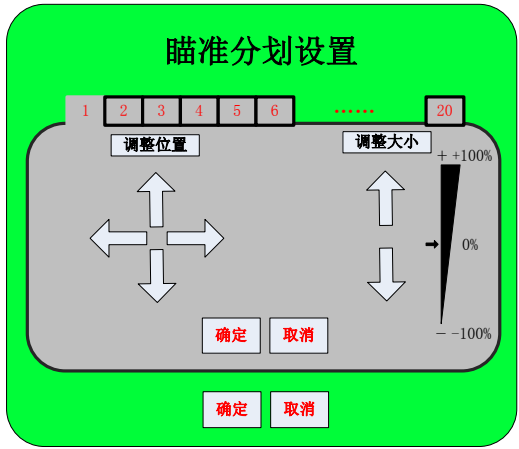 瞄准分划设置
1 2 3 4 5 6 …… 20
调整位置 调整大小
+ +100%
0%
- -100%
确定 取消
确定 取消